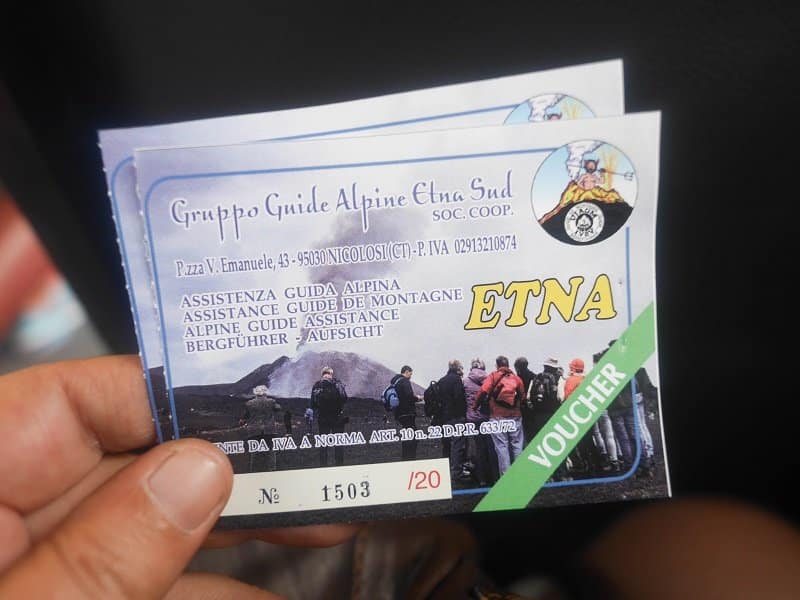 Gruppo Guide Alpine Etna Sud
SOC. COOP.
P.zza V. Emanuele, 43 - 95030 NICOLOSI (CT) - P. IVA 02913210874
ASSISTENZA GUIDA ALPINA
ASSISTANCE GUIDE DE MONTAGNE
ALPINE GUIDE ASSISTANCE
BERGFÜHRER - AUFSICHT
ETNA
DA IVA A NORMA ART. 10 n. 22 D.P.R. 633/72
VOUCHER
№ 1503 /20